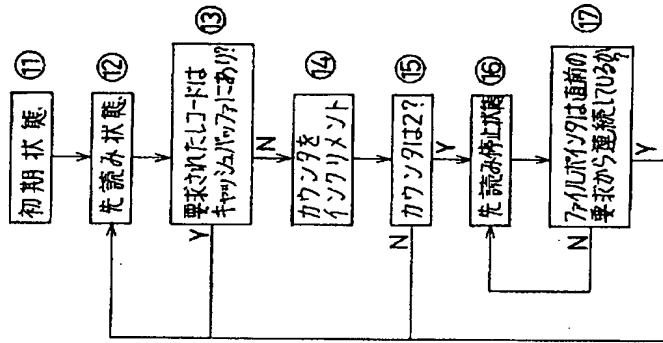 初期状態
⑪
先読み状態
⑫
要求されたレコードは
キャッシュバッファにあり?
⑬
Y
N
カウンタを
インクリメント
⑭
カウンタは2?
⑮
N
Y
先読み停止状態
⑯
ファイルポインタは直前の
要求から連続しているか?
⑰
N
Y